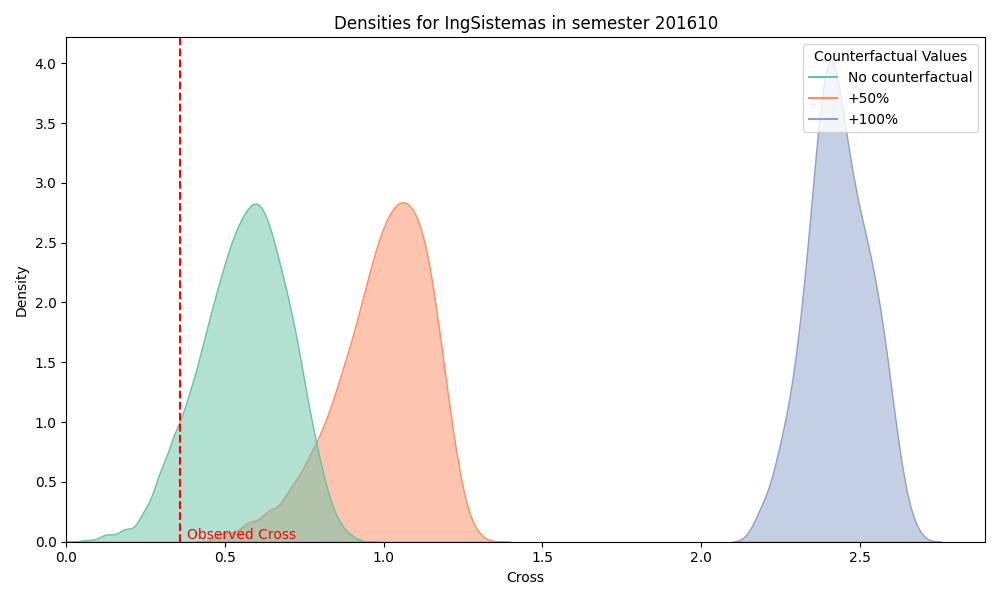 Densities for IngSistemas in semester 201610
Counterfactual Values
No counterfactual
+50%
+100%
Density
4.0
3.5
3.0
2.5
2.0
1.5
1.0
0.5
0.0
Observed Cross
0.0 0.5 1.0 1.5 2.0 2.5
Cross